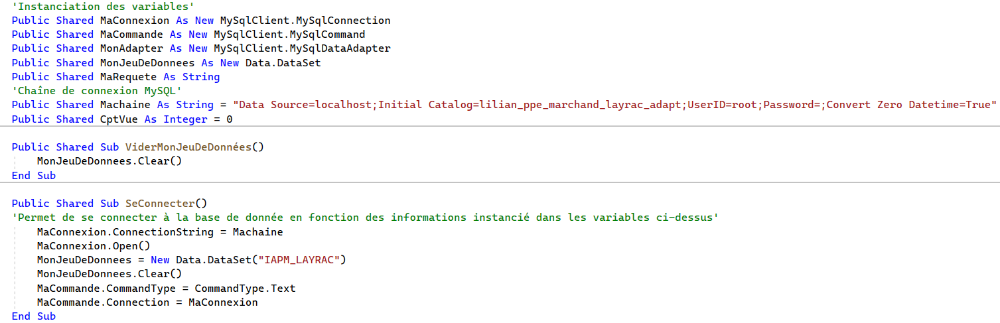 'Instanciation des variables'
Public Shared MaConnexion As New MySqlClient.MySqlConnection
Public Shared MaCommande As New MySqlClient.MySqlCommand
Public Shared MonAdapter As New MySqlClient.MySqlDataAdapter
Public Shared MonJeuDeDonnees As New Data.DataSet
Public Shared MaRequete As String
'Chaîne de connexion MySQL'
Public Shared Machaine As String = "Data Source=localhost;Initial Catalog=lilian_ppe_marchand_layrac_adapt;UserID=root;Password=;Convert Zero Datetime=True"
Public Shared CptVue As Integer = 0
Public Shared Sub ViderMonJeuDeDonnées()
MonJeuDeDonnees.Clear()
End Sub
Public Shared Sub SeConnecter()
'Permet de se connecter à la base de donnée en fonction des informations instancié dans les variables ci-dessus'
MaConnexion.ConnectionString = Machaine
MaConnexion.Open()
MonJeuDeDonnees = New Data.DataSet("IAPM_LAYRAC")
MonJeuDeDonnees.Clear()
MaCommande.CommandType = CommandType.Text
MaCommande.Connection = MaConnexion
End Sub